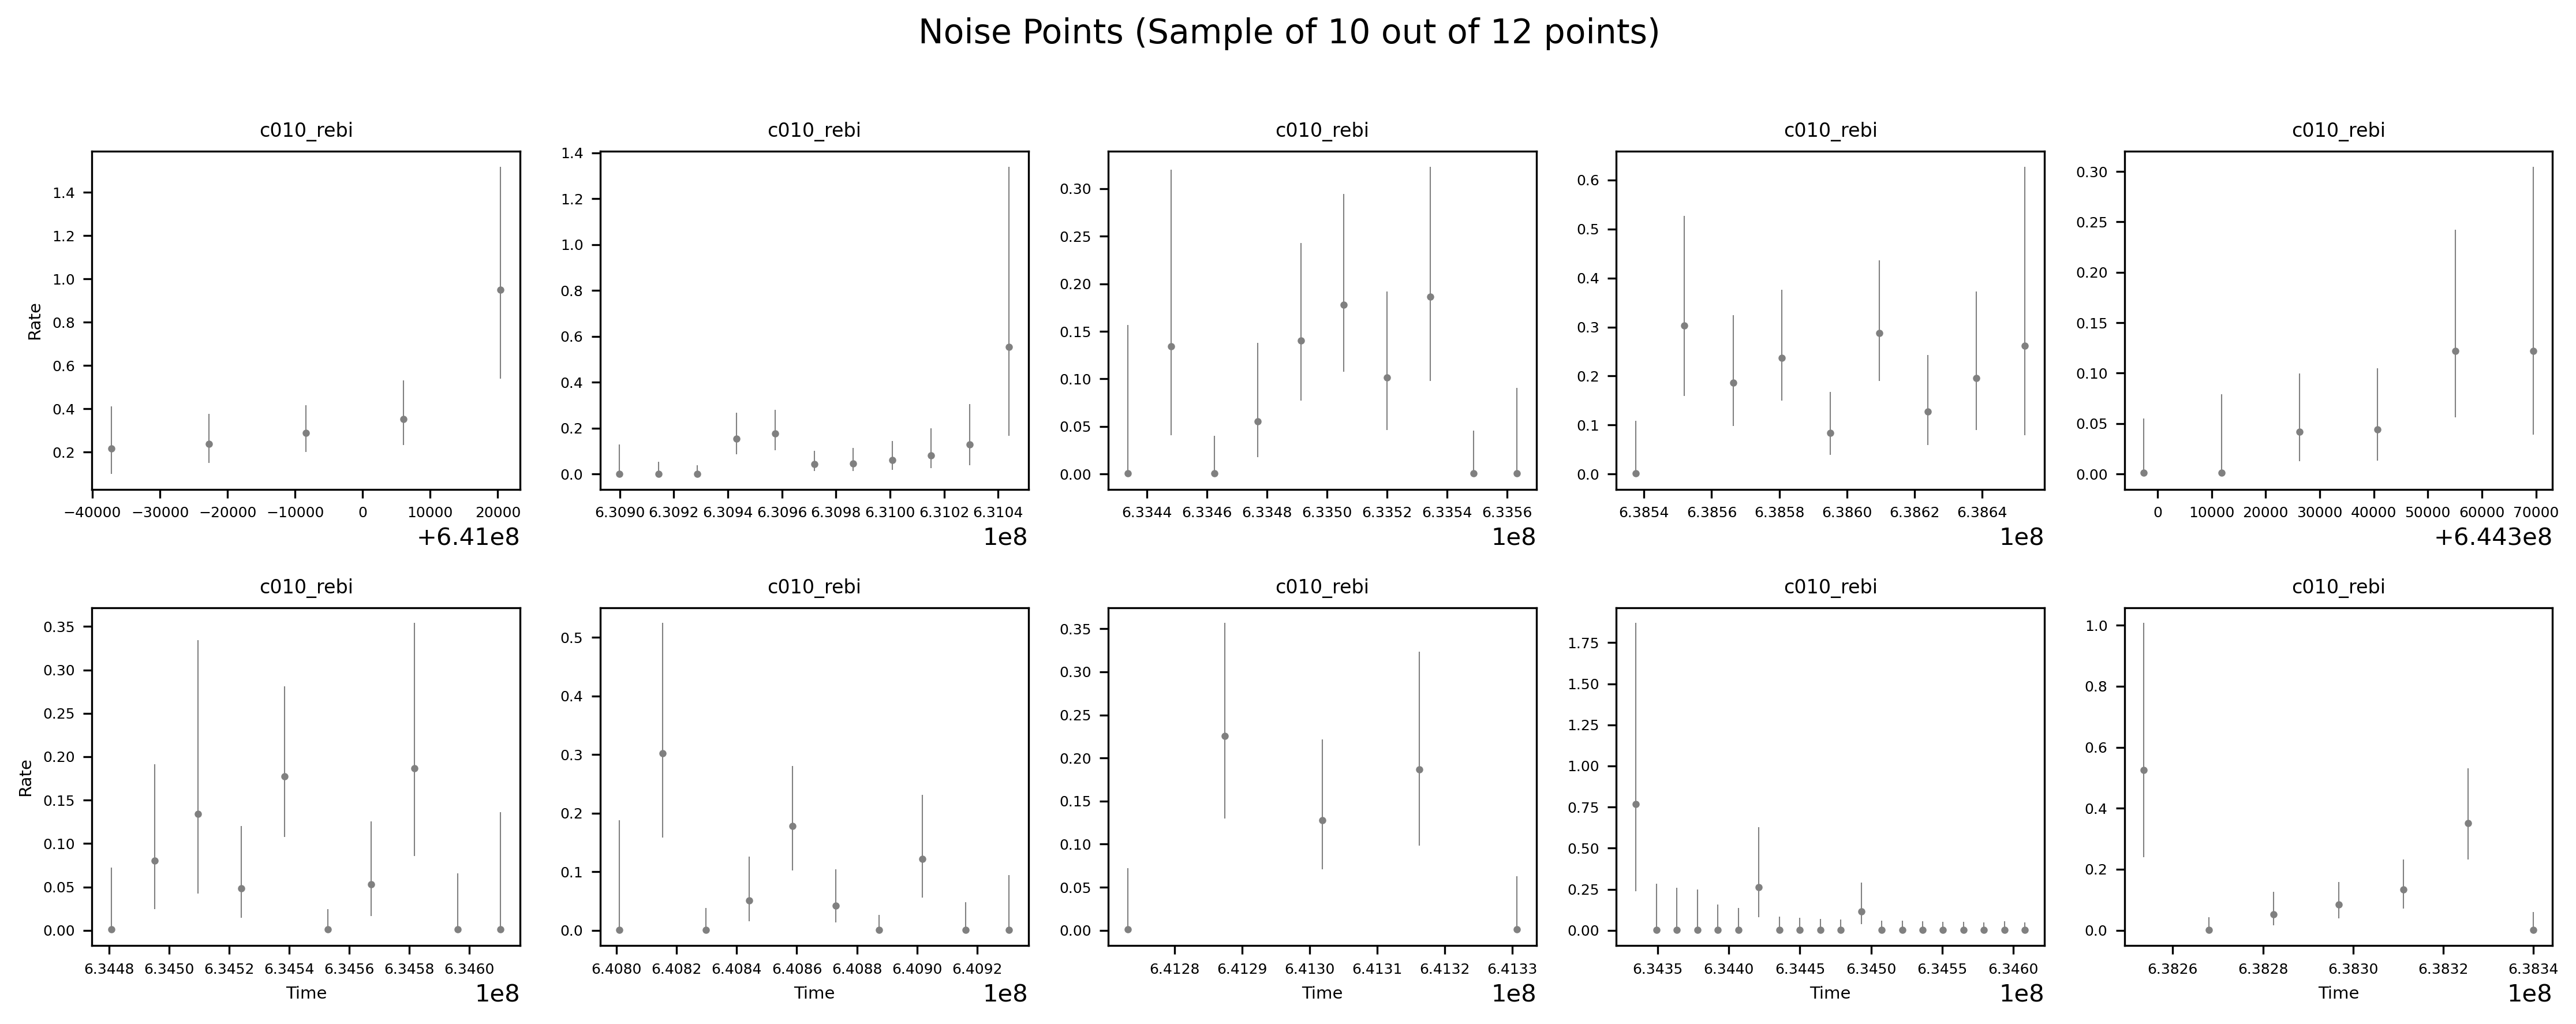 Noise Points (Sample of 10 out of 12 points)
c010_rebi c010_rebi c010_rebi c010_rebi c010_rebi
Rate
1.4
1.2
1.0
0.8
0.6
0.4
0.2
−40000 −30000 −20000 −10000 0 10000 20000
+6.41e8
1.4
1.2
1.0
0.8
0.6
0.4
0.2
0.0
6.3090 6.3092 6.3094 6.3096 6.3098 6.3100 6.3102 6.3104
1e8
0.30
0.25
0.20
0.15
0.10
0.05
0.00
6.3344 6.3346 6.3348 6.3350 6.3352 6.3354 6.3356
1e8
0.6
0.5
0.4
0.3
0.2
0.1
0.0
6.3854 6.3856 6.3858 6.3860 6.3862 6.3864
1e8
0.30
0.25
0.20
0.15
0.10
0.05
0.00
0 10000 20000 30000 40000 50000 60000 70000
+6.443e8
c010_rebi c010_rebi c010_rebi c010_rebi c010_rebi
Rate
0.35
0.30
0.25
0.20
0.15
0.10
0.05
0.00
6.3448 6.3450 6.3452 6.3454 6.3456 6.3458 6.3460
Time
1e8
0.5
0.4
0.3
0.2
0.1
0.0
6.4080 6.4082 6.4084 6.4086 6.4088 6.4090 6.4092
Time
1e8
0.35
0.30
0.25
0.20
0.15
0.10
0.05
0.00
6.4128 6.4129 6.4130 6.4131 6.4132 6.4133
Time
1e8
1.75
1.50
1.25
1.00
0.75
0.50
0.25
0.00
6.3435 6.3440 6.3445 6.3450 6.3455 6.3460
Time
1e8
1.0
0.8
0.6
0.4
0.2
0.0
6.3826 6.3828 6.3830 6.3832 6.3834
Time
1e8